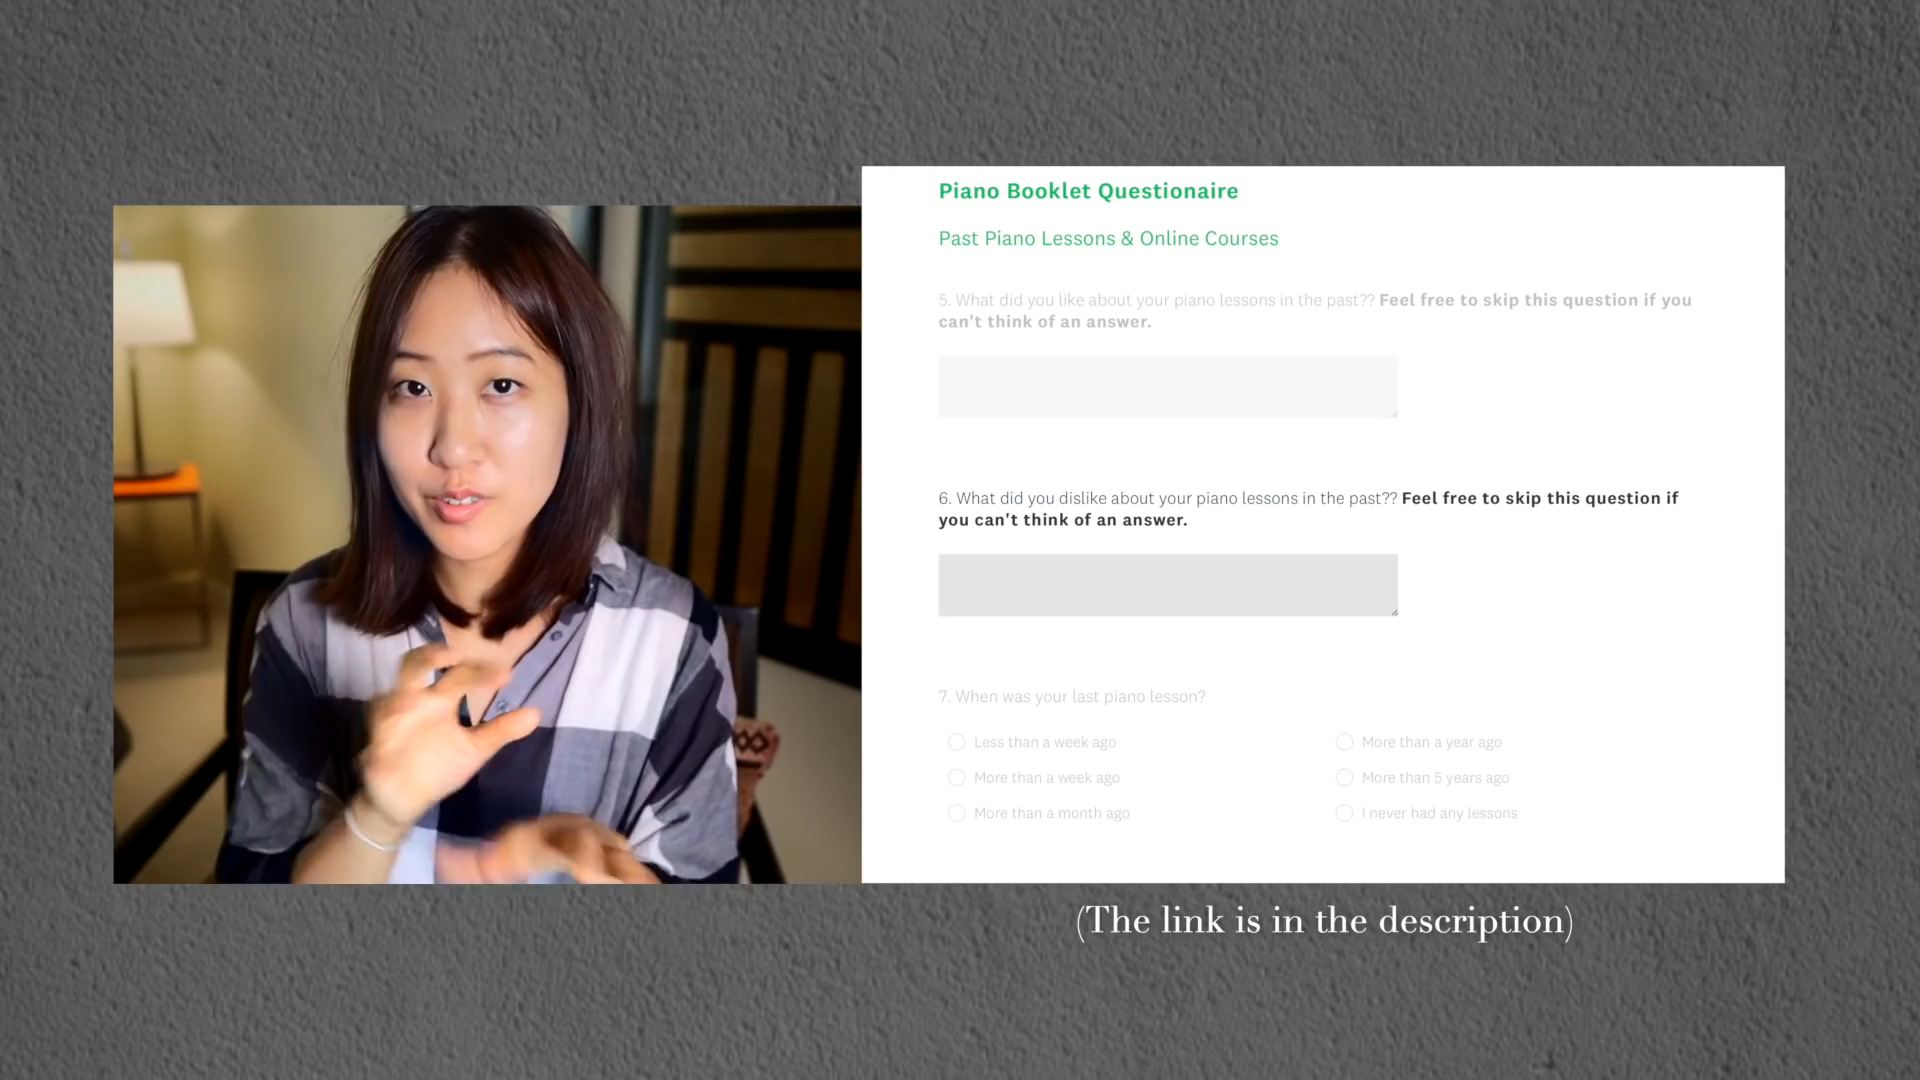 Piano Booklet Questionaire
Past Piano Lessons & Online Courses
5. What did you like about your piano lessons in the past?? Feel free to skip this question if you
can't think of an answer.
6. What did you dislike about your piano lessons in the past?? Feel free to skip this question if
you can't think of an answer.
7. When was your last piano lesson?
Less than a week ago
More than a year ago
More than a week ago
More than 5 years ago
More than a month ago
I never had any lessons
(The link is in the description)